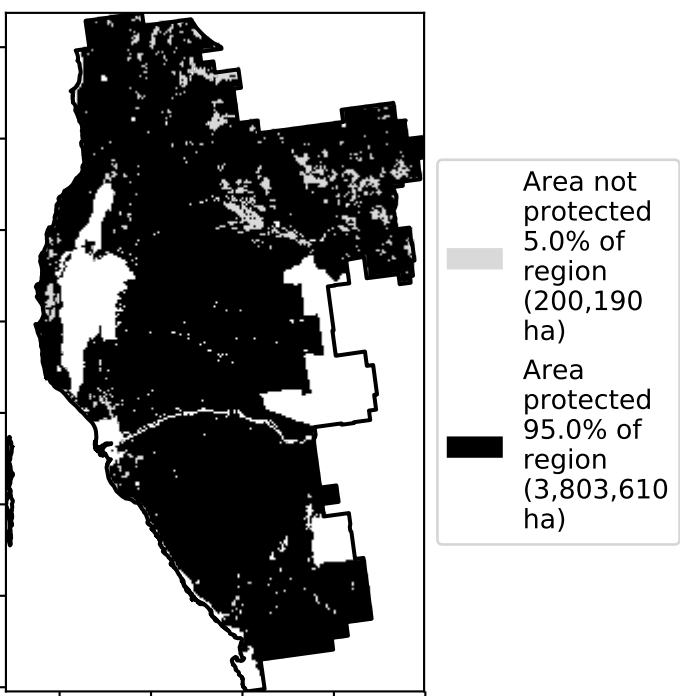 Area not
protected
5.0% of
region
(200,190
ha)
Area
protected
95.0% of
region
(3,803,610
ha)